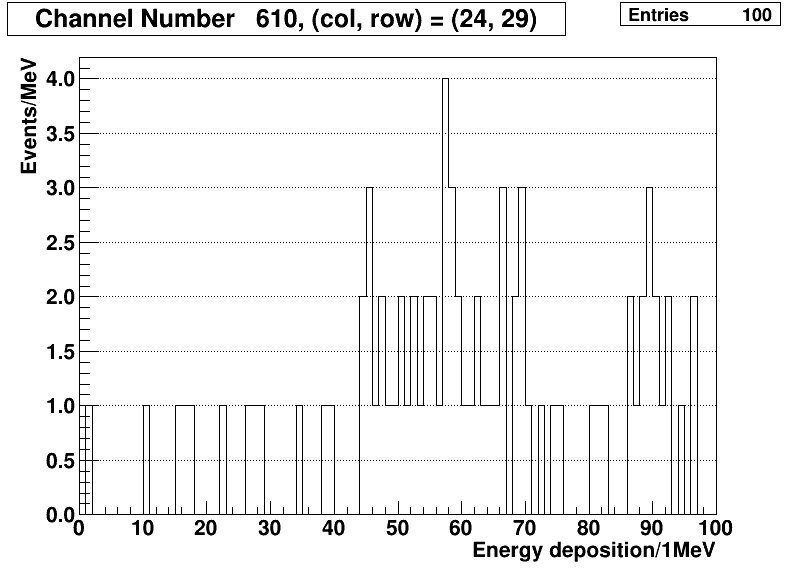 Channel Number 610, (col, row) = (24, 29)
Entries 100
Events/MeV
4.0
3.5
3.0
2.5
2.0
1.5
1.0
0.5
0.0
0 10 20 30 40 50 60 70 80 90 100
Energy deposition/1MeV